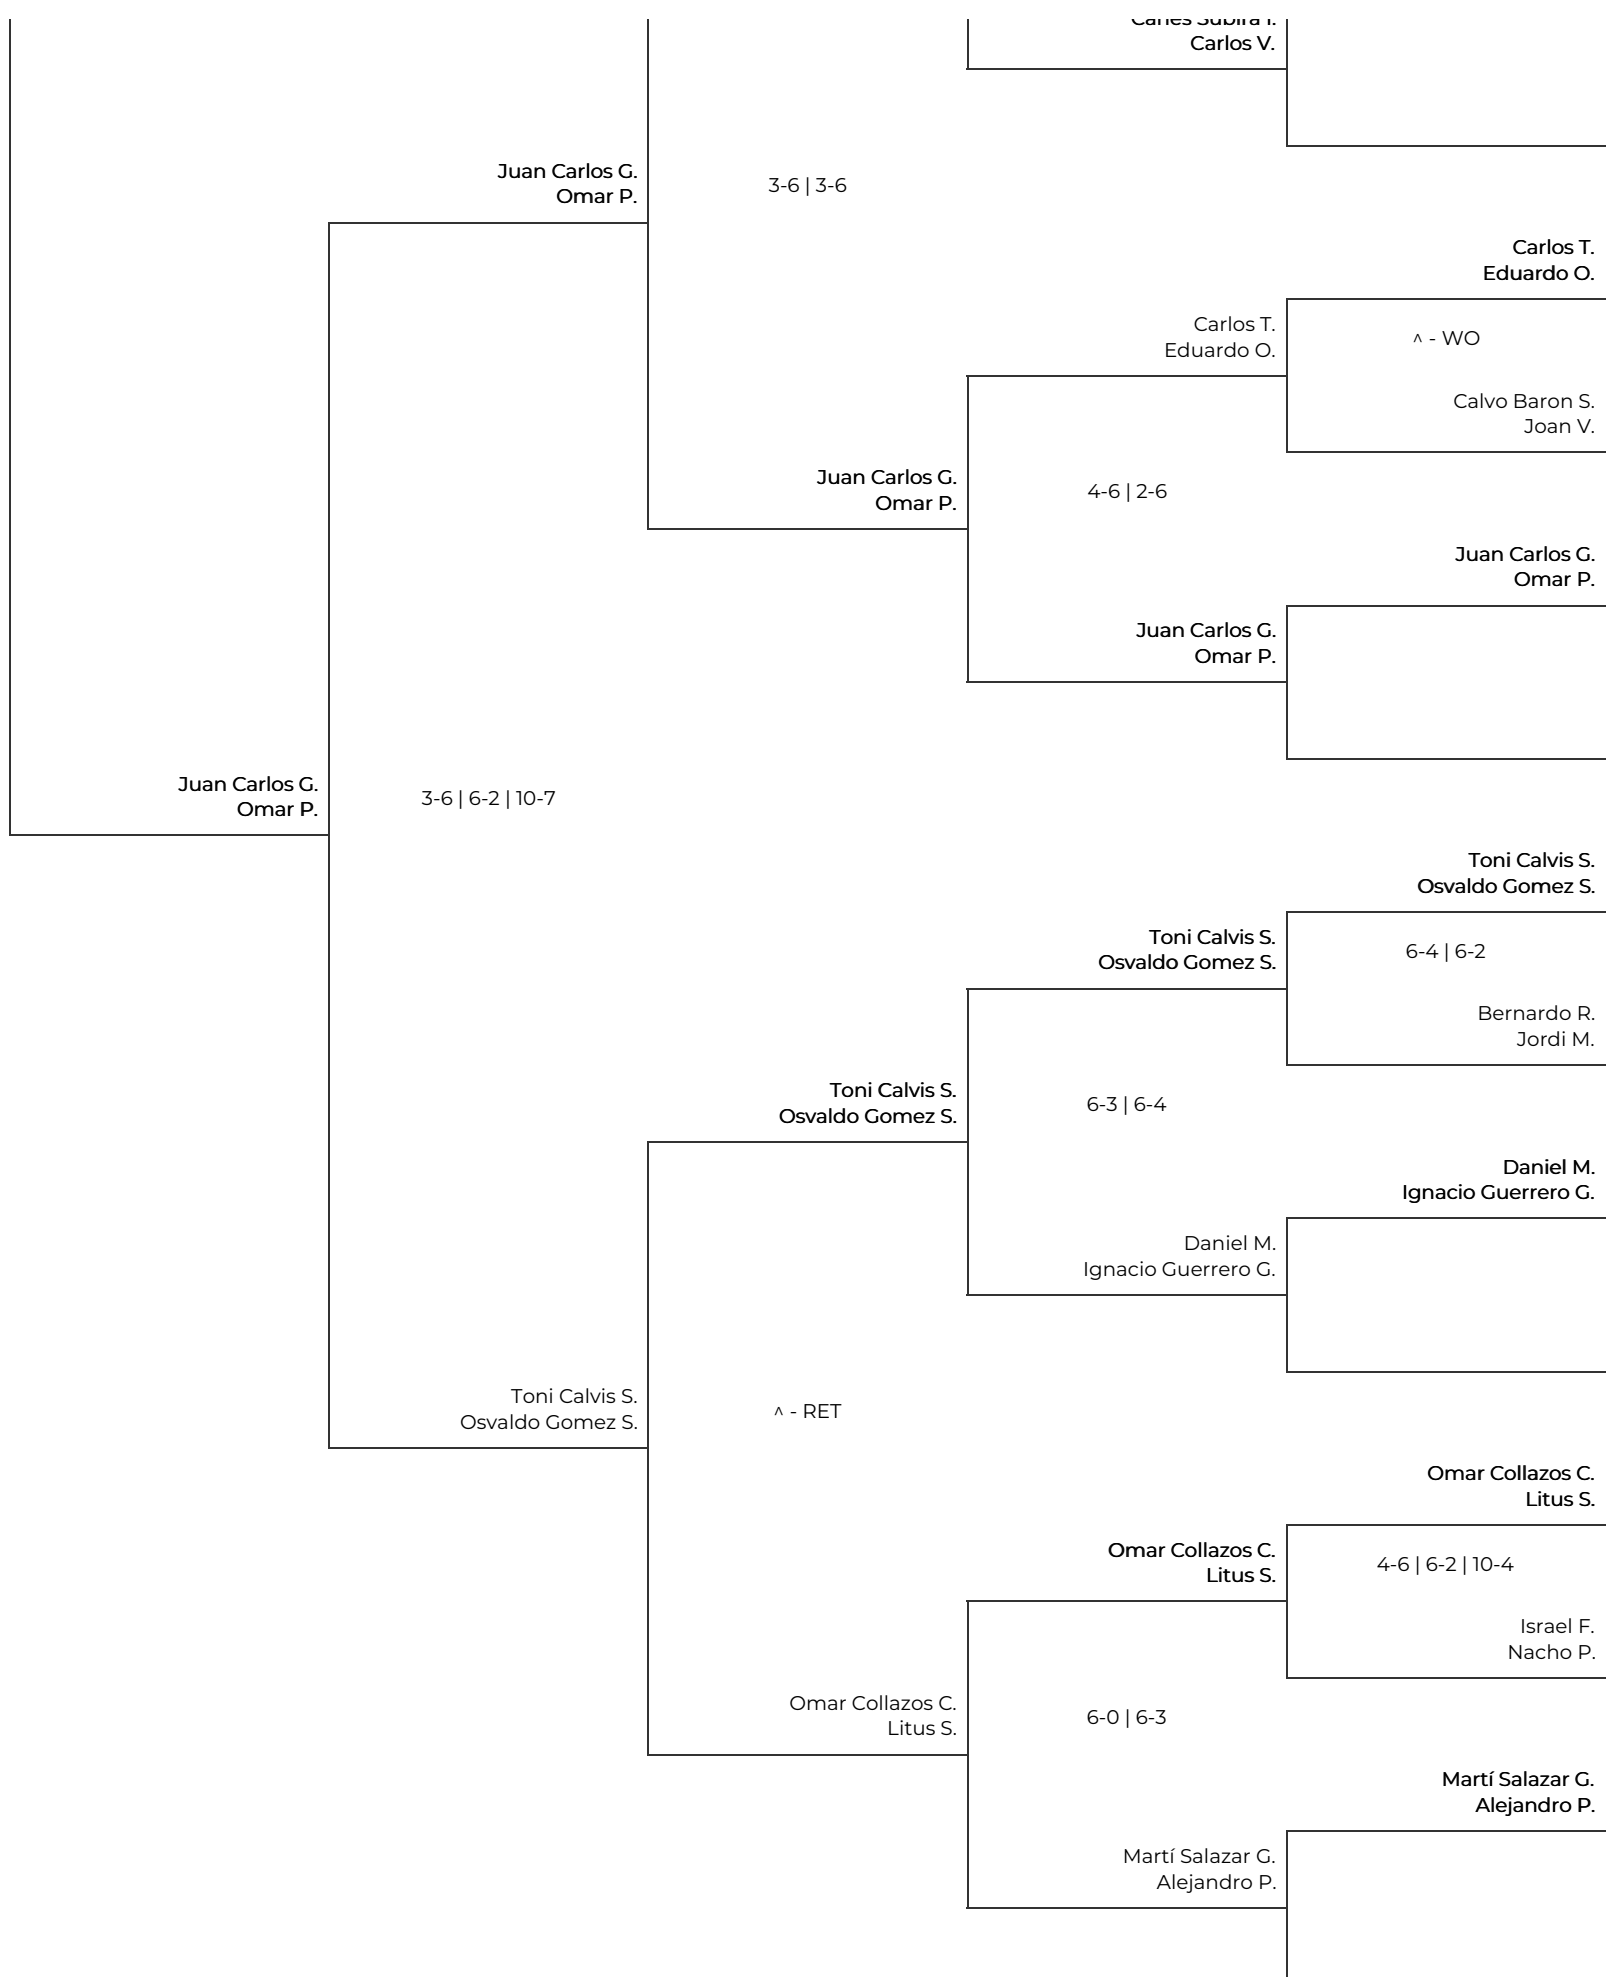 Carles Subirà I.
Carlos V.
Juan Carlos G.
Omar P.
3-6 | 3-6
Carlos T.
Eduardo O.
Carlos T.
Eduardo O.
^ - WO
Calvo Baron S.
Joan V.
Juan Carlos G.
Omar P.
4-6 | 2-6
Juan Carlos G.
Omar P.
Juan Carlos G.
Omar P.
Juan Carlos G.
Omar P.
3-6 | 6-2 | 10-7
Toni Calvis S.
Osvaldo Gomez S.
Toni Calvis S.
Osvaldo Gomez S.
6-4 | 6-2
Bernardo R.
Jordi M.
Toni Calvis S.
Osvaldo Gomez S.
6-3 | 6-4
Daniel M.
Ignacio Guerrero G.
Daniel M.
Ignacio Guerrero G.
Toni Calvis S.
Osvaldo Gomez S.
^ - RET
Omar Collazos C.
Litus S.
Omar Collazos C.
Litus S.
4-6 | 6-2 | 10-4
Israel F.
Nacho P.
Omar Collazos C.
Litus S.
6-0 | 6-3
Martí Salazar G.
Alejandro P.
Martí Salazar G.
Alejandro P.